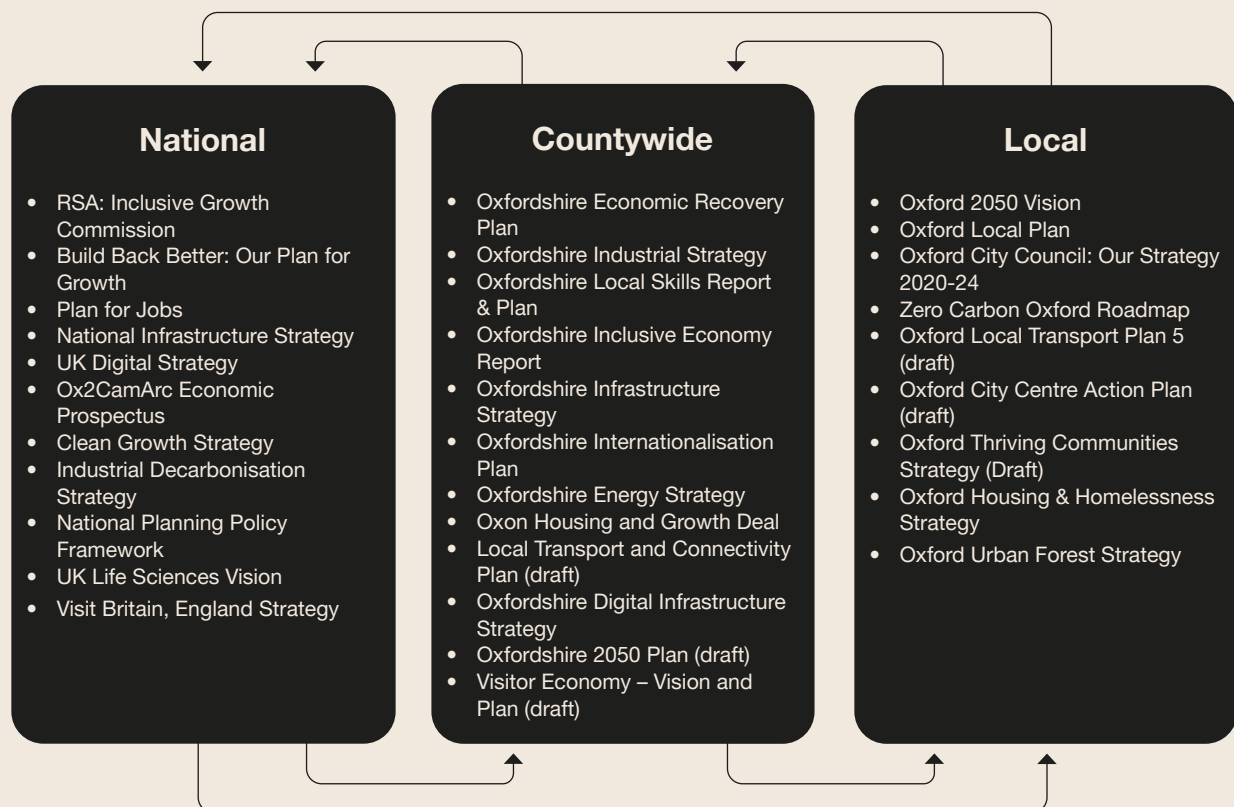 National
• RSA: Inclusive Growth
Commission
• Build Back Better: Our Plan for
Growth
• Plan for Jobs
• National Infrastructure Strategy
• UK Digital Strategy
• Ox2CamArc Economic
Prospectus
• Clean Growth Strategy
• Industrial Decarbonisation
Strategy
• National Planning Policy
Framework
• UK Life Sciences Vision
• Visit Britain, England Strategy
Countywide
• Oxfordshire Economic Recovery
Plan
• Oxfordshire Industrial Strategy
• Oxfordshire Local Skills Report
& Plan
• Oxfordshire Inclusive Economy
Report
• Oxfordshire Infrastructure
Strategy
• Oxfordshire Internationalisation
Plan
• Oxfordshire Energy Strategy
• Oxon Housing and Growth Deal
• Local Transport and Connectivity
Plan (draft)
• Oxfordshire Digital Infrastructure
Strategy
• Oxfordshire 2050 Plan (draft)
• Visitor Economy – Vision and
Plan (draft)
Local
• Oxford 2050 Vision
• Oxford Local Plan
• Oxford City Council: Our Strategy
2020-24
• Zero Carbon Oxford Roadmap
• Oxford Local Transport Plan 5
(draft)
• Oxford City Centre Action Plan
(draft)
• Oxford Thriving Communities
Strategy (Draft)
• Oxford Housing & Homelessness
Strategy
• Oxford Urban Forest Strategy